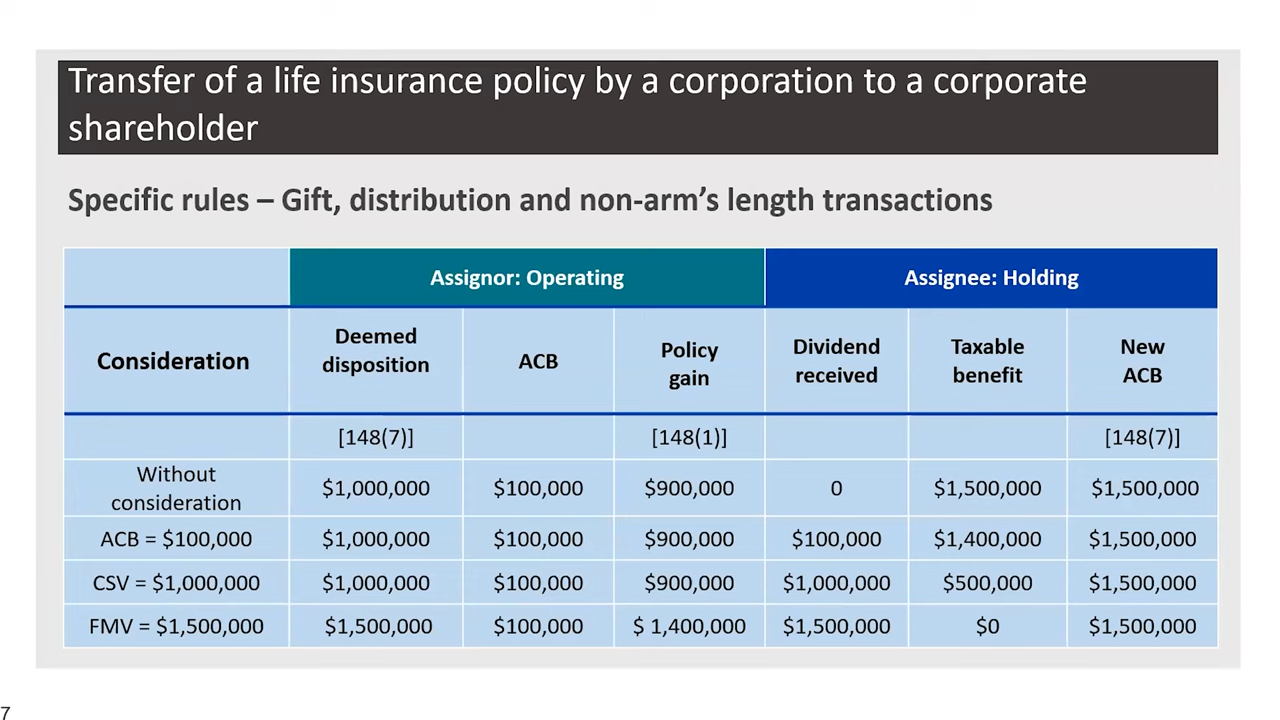 Transfer of a life insurance policy by a corporation to a corporate
shareholder
Specific rules – Gift, distribution and non-arm’s length transactions
Assignor: Operating Assignee: Holding
Consideration Deemed disposition ACB Policy gain Dividend received Taxable benefit New ACB
[148(7)] [148(1)] [148(7)]
Without consideration $1,000,000 $100,000 $900,000 0 $1,500,000 $1,500,000
ACB = $100,000 $1,000,000 $100,000 $900,000 $100,000 $1,400,000 $1,500,000
CSV = $1,000,000 $1,000,000 $100,000 $900,000 $1,000,000 $500,000 $1,500,000
FMV = $1,500,000 $1,500,000 $100,000 $ 1,400,000 $1,500,000 $0 $1,500,000
7